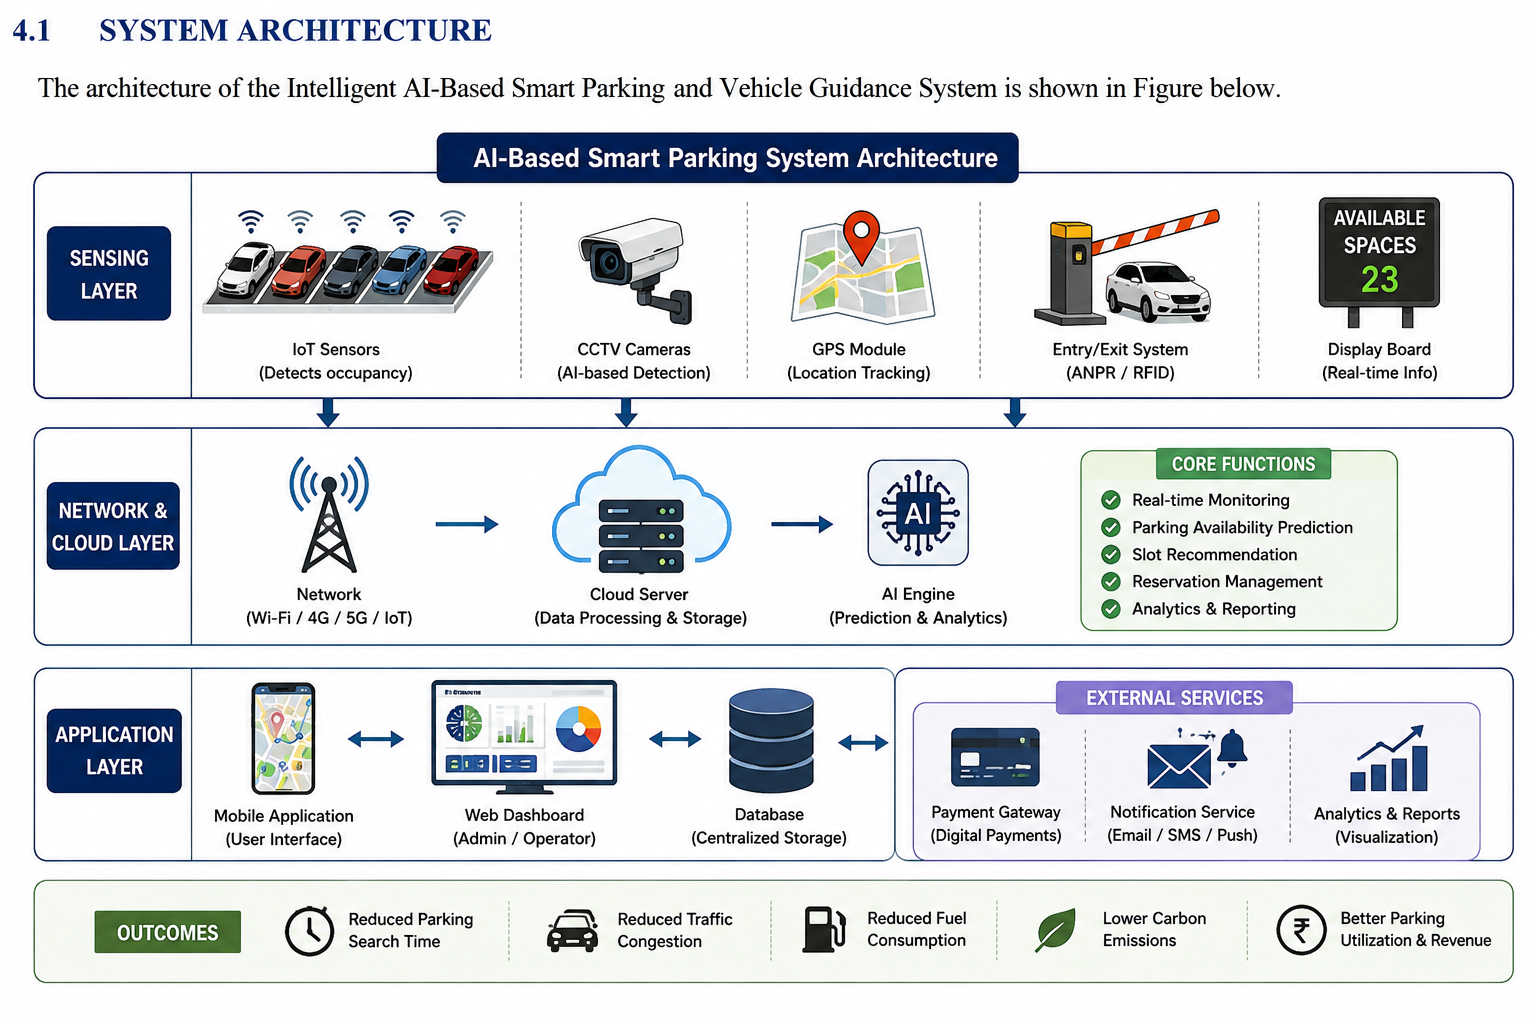 4.1 SYSTEM ARCHITECTURE
The architecture of the Intelligent AI-Based Smart Parking and Vehicle Guidance System is shown in Figure below.
AI-Based Smart Parking System Architecture
SENSING
LAYER
IoT Sensors
(Detects occupancy)
CCTV Cameras
(AI-based Detection)
GPS Module
(Location Tracking)
Entry/Exit System
(ANPR / RFID)
AVAILABLE
SPACES
23
Display Board
(Real-time Info)
NETWORK &
CLOUD LAYER
Network
(Wi-Fi / 4G / 5G / IoT)
Cloud Server
(Data Processing & Storage)
AI
AI Engine
(Prediction & Analytics)
CORE FUNCTIONS
Real-time Monitoring
Parking Availability Prediction
Slot Recommendation
Reservation Management
Analytics & Reporting
APPLICATION
LAYER
Mobile Application
(User Interface)
Web Dashboard
(Admin / Operator)
Database
(Centralized Storage)
EXTERNAL SERVICES
Payment Gateway
(Digital Payments)
Notification Service
(Email / SMS / Push)
Analytics & Reports
(Visualization)
OUTCOMES
Reduced Parking
Search Time
Reduced Traffic
Congestion
Reduced Fuel
Consumption
Lower Carbon
Emissions
₹
Better Parking
Utilization & Revenue